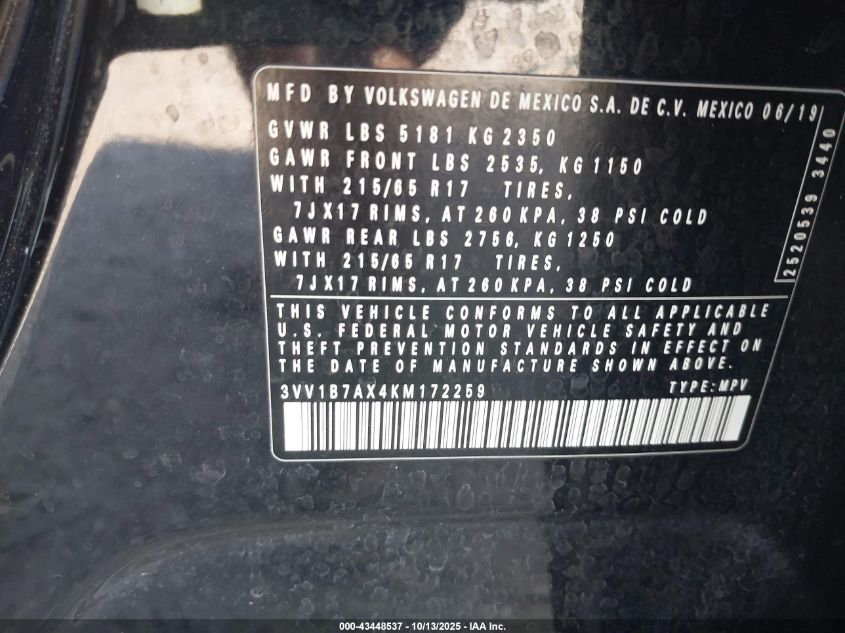 MFD BY VOLKSWAGEN DE MEXICO S.A. DE C.V. MEXICO 06/19
GVWR LBS 5181 KG 2350
GAWR FRONT LBS 2535, KG 1150
WITH 215/65 R17 TIRES,
7JX17 RIMS, AT 260 KPA, 38 PSI COLD
GAWR REAR LBS 2756, KG 1250
WITH 215/65 R17 TIRES,
7JX17 RIMS, AT 260 KPA, 38 PSI COLD
2520539 3440
THIS VEHICLE CONFORMS TO ALL APPLICABLE
U.S. FEDERAL MOTOR VEHICLE SAFETY AND
THEFT PREVENTION STANDARDS IN EFFECT ON
THE DATE OF MANUFACTURE SHOWN ABOVE.
3VV1B7AX4KM172259 TYPE: MPV
000-43448537 - 10/13/2025 - IAA Inc.